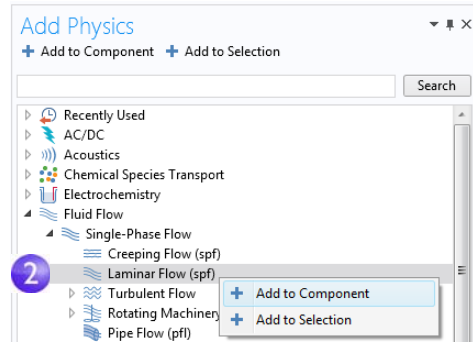 Add Physics
Add to Component Add to Selection
Search
Recently Used
AC/DC
Acoustics
Chemical Species Transport
Electrochemistry
Fluid Flow
Single-Phase Flow
Creeping Flow (spf)
2 Laminar Flow (spf)
Turbulent Flow Add to Component
Rotating Machinery Add to Selection
Pipe Flow (pfl)